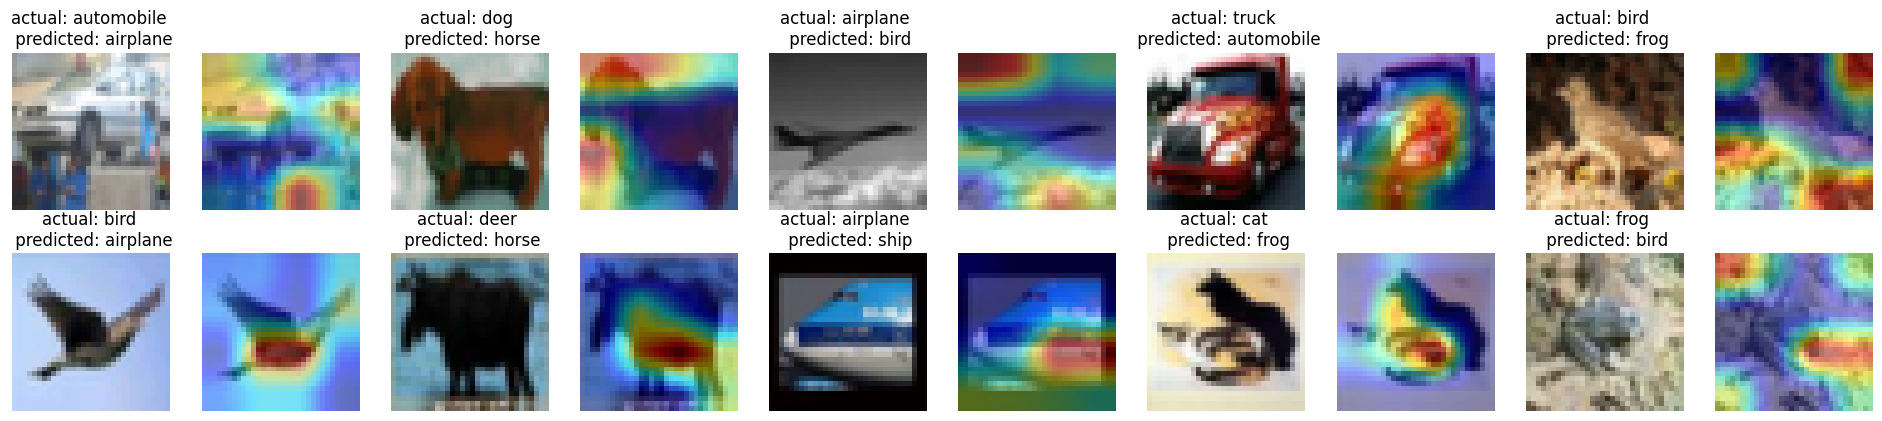 actual: automobile
predicted: airplane
actual: dog
predicted: horse
actual: airplane
predicted: bird
actual: truck
predicted: automobile
actual: bird
predicted: frog
actual: bird
predicted: airplane
actual: deer
predicted: horse
actual: airplane
predicted: ship
actual: cat
predicted: frog
actual: frog
predicted: bird